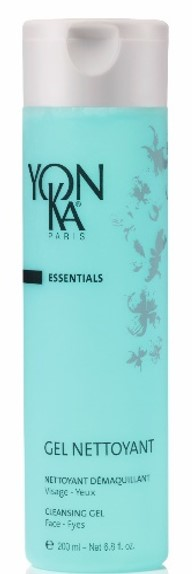 YON
KA®
PARIS
ESSENTIALS
GEL NETTOYANT
NETTOYANT DÉMAQUILLANT
Visage - Yeux
CLEANSING GEL
Face - Eyes
℮ 200 ml - Net 6.8 fl. oz.